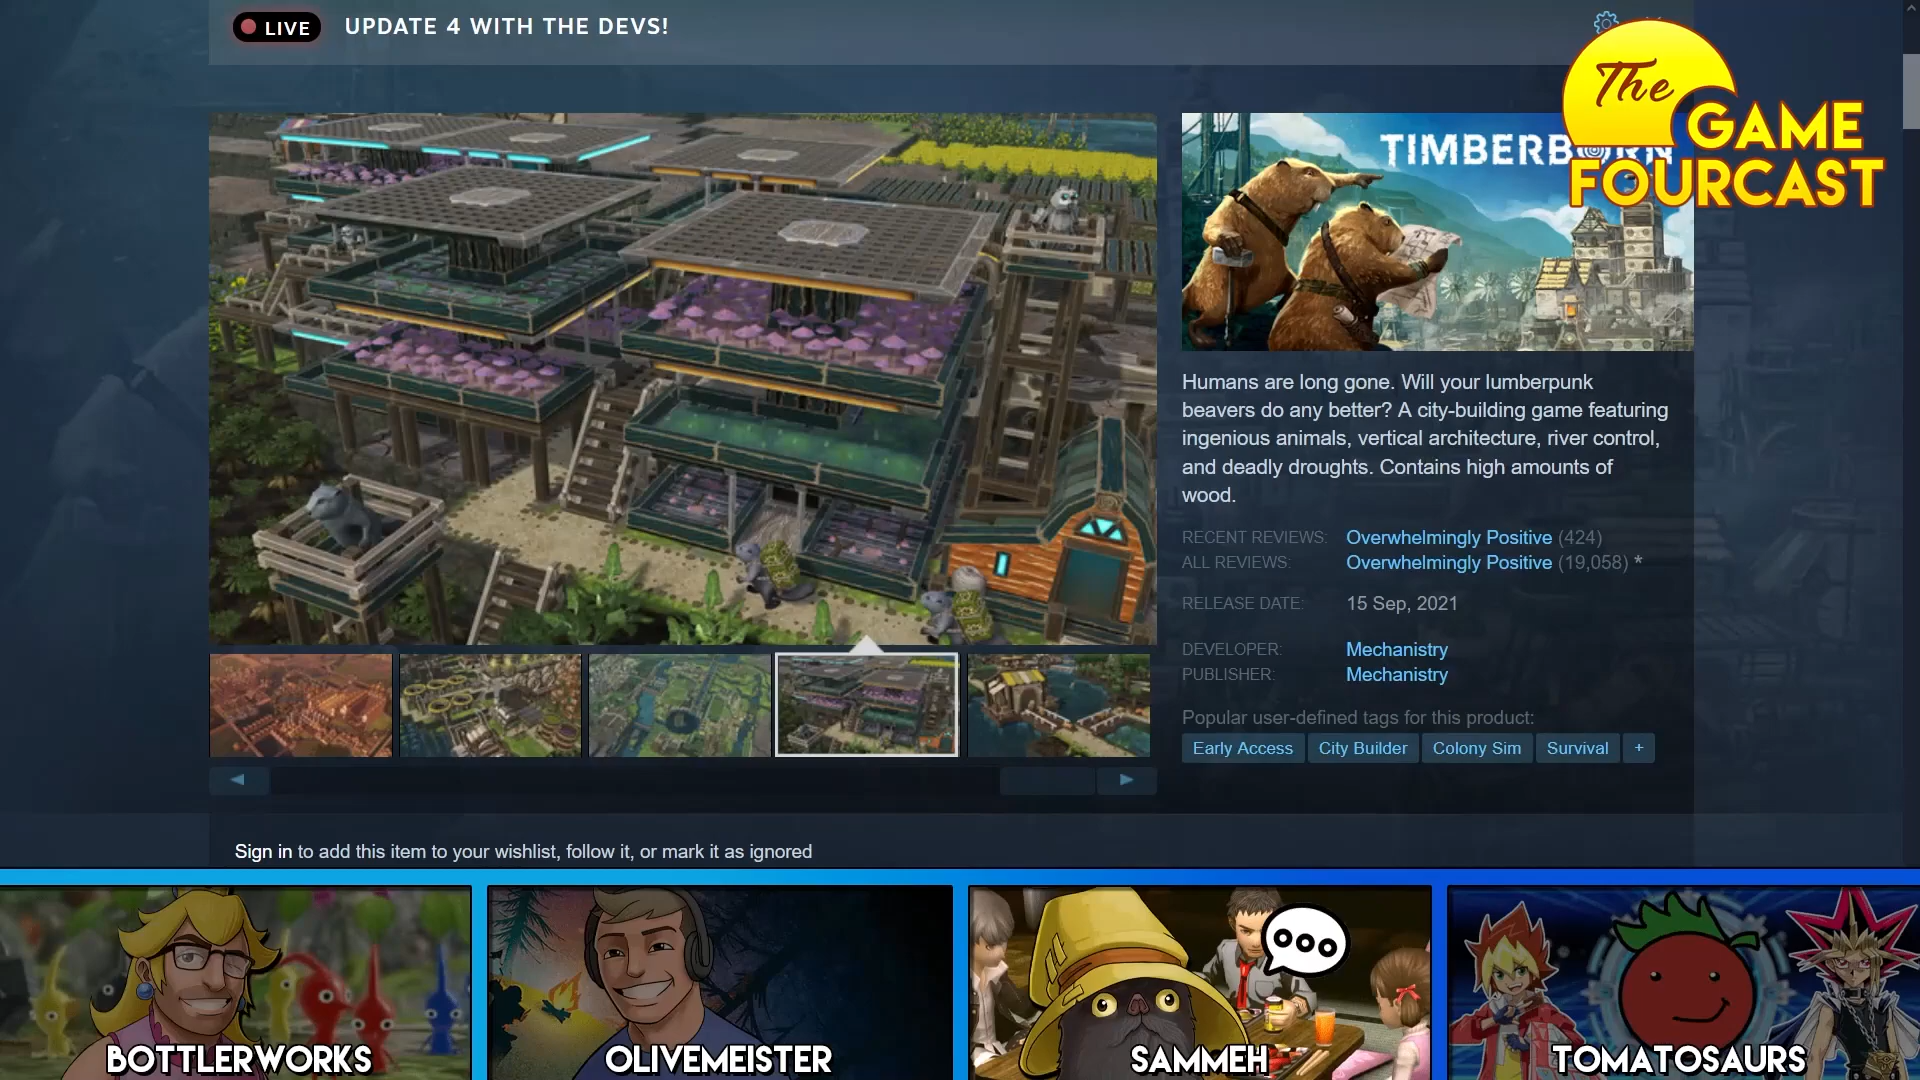 LIVE
UPDATE 4 WITH THE DEVS!
The
GAME
FOURCAST
TIMBERBORN
Humans are long gone. Will your lumberpunk
beavers do any better? A city-building game featuring
ingenious animals, vertical architecture, river control,
and deadly droughts. Contains high amounts of
wood.
RECENT REVIEWS: Overwhelmingly Positive (424)
ALL REVIEWS: Overwhelmingly Positive (19,058) *
RELEASE DATE: 15 Sep, 2021
DEVELOPER: Mechanistry
PUBLISHER: Mechanistry
Popular user-defined tags for this product:
Early Access City Builder Colony Sim Survival +
Sign in to add this item to your wishlist, follow it, or mark it as ignored
BOTTLERWORKS OLIVEMEISTER SAMMEH TOMATOSAURS